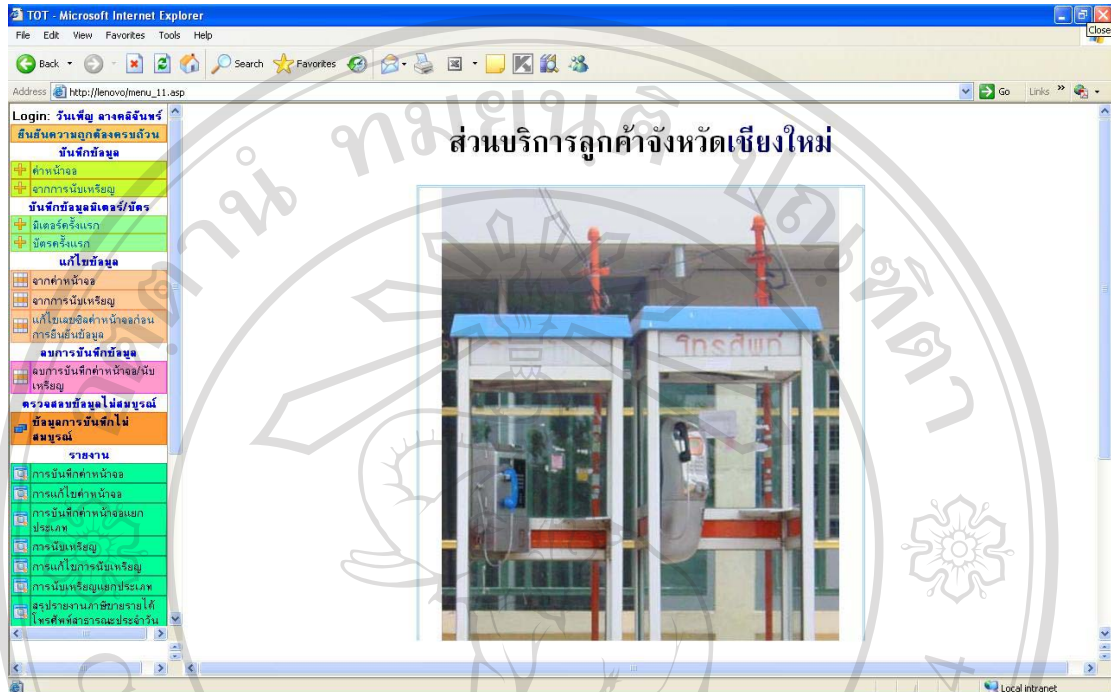 TOT - Microsoft Internet Explorer
Close
File Edit View Favorites Tools Help
Back Search Favorites
Address http://lenovo/menu_11.asp Go Links »
Login: วันเพ็ญ ลางคลิจันทร์
ยืนยันความถูกต้องครบถ้วน
บันทึกข้อมูล
ค่าหน้าจอ
จากการนับเหรียญ
บันทึกข้อมูลมิเตอร์/บัตร
มิเตอร์ครั้งแรก
บัตรครั้งแรก
แก้ไขข้อมูล
จากค่าหน้าจอ
จากการนับเหรียญ
แก้ไขเลขซิลค่าหน้าจอก่อน
การยืนยันข้อมูล
ลบการบันทึกข้อมูล
ลบการบันทึกค่าหน้าจอ/นับ
เหรียญ
ตรวจสอบข้อมูลไม่สมบูรณ์
ข้อมูลการบันทึกไม่
สมบูรณ์
รายงาน
การบันทึกค่าหน้าจอ
การแก้ไขค่าหน้าจอ
การบันทึกค่าหน้าจอแยก
ประเภท
การนับเหรียญ
การแก้ไขการนับเหรียญ
การนับเหรียญแยกประเภท
สรุปรายงานภาษีขายรายได้
โทรศัพท์สาธารณะประจำวัน
ส่วนบริการลูกค้าจังหวัดเชียงใหม่
โทรศัพท์
Local intranet